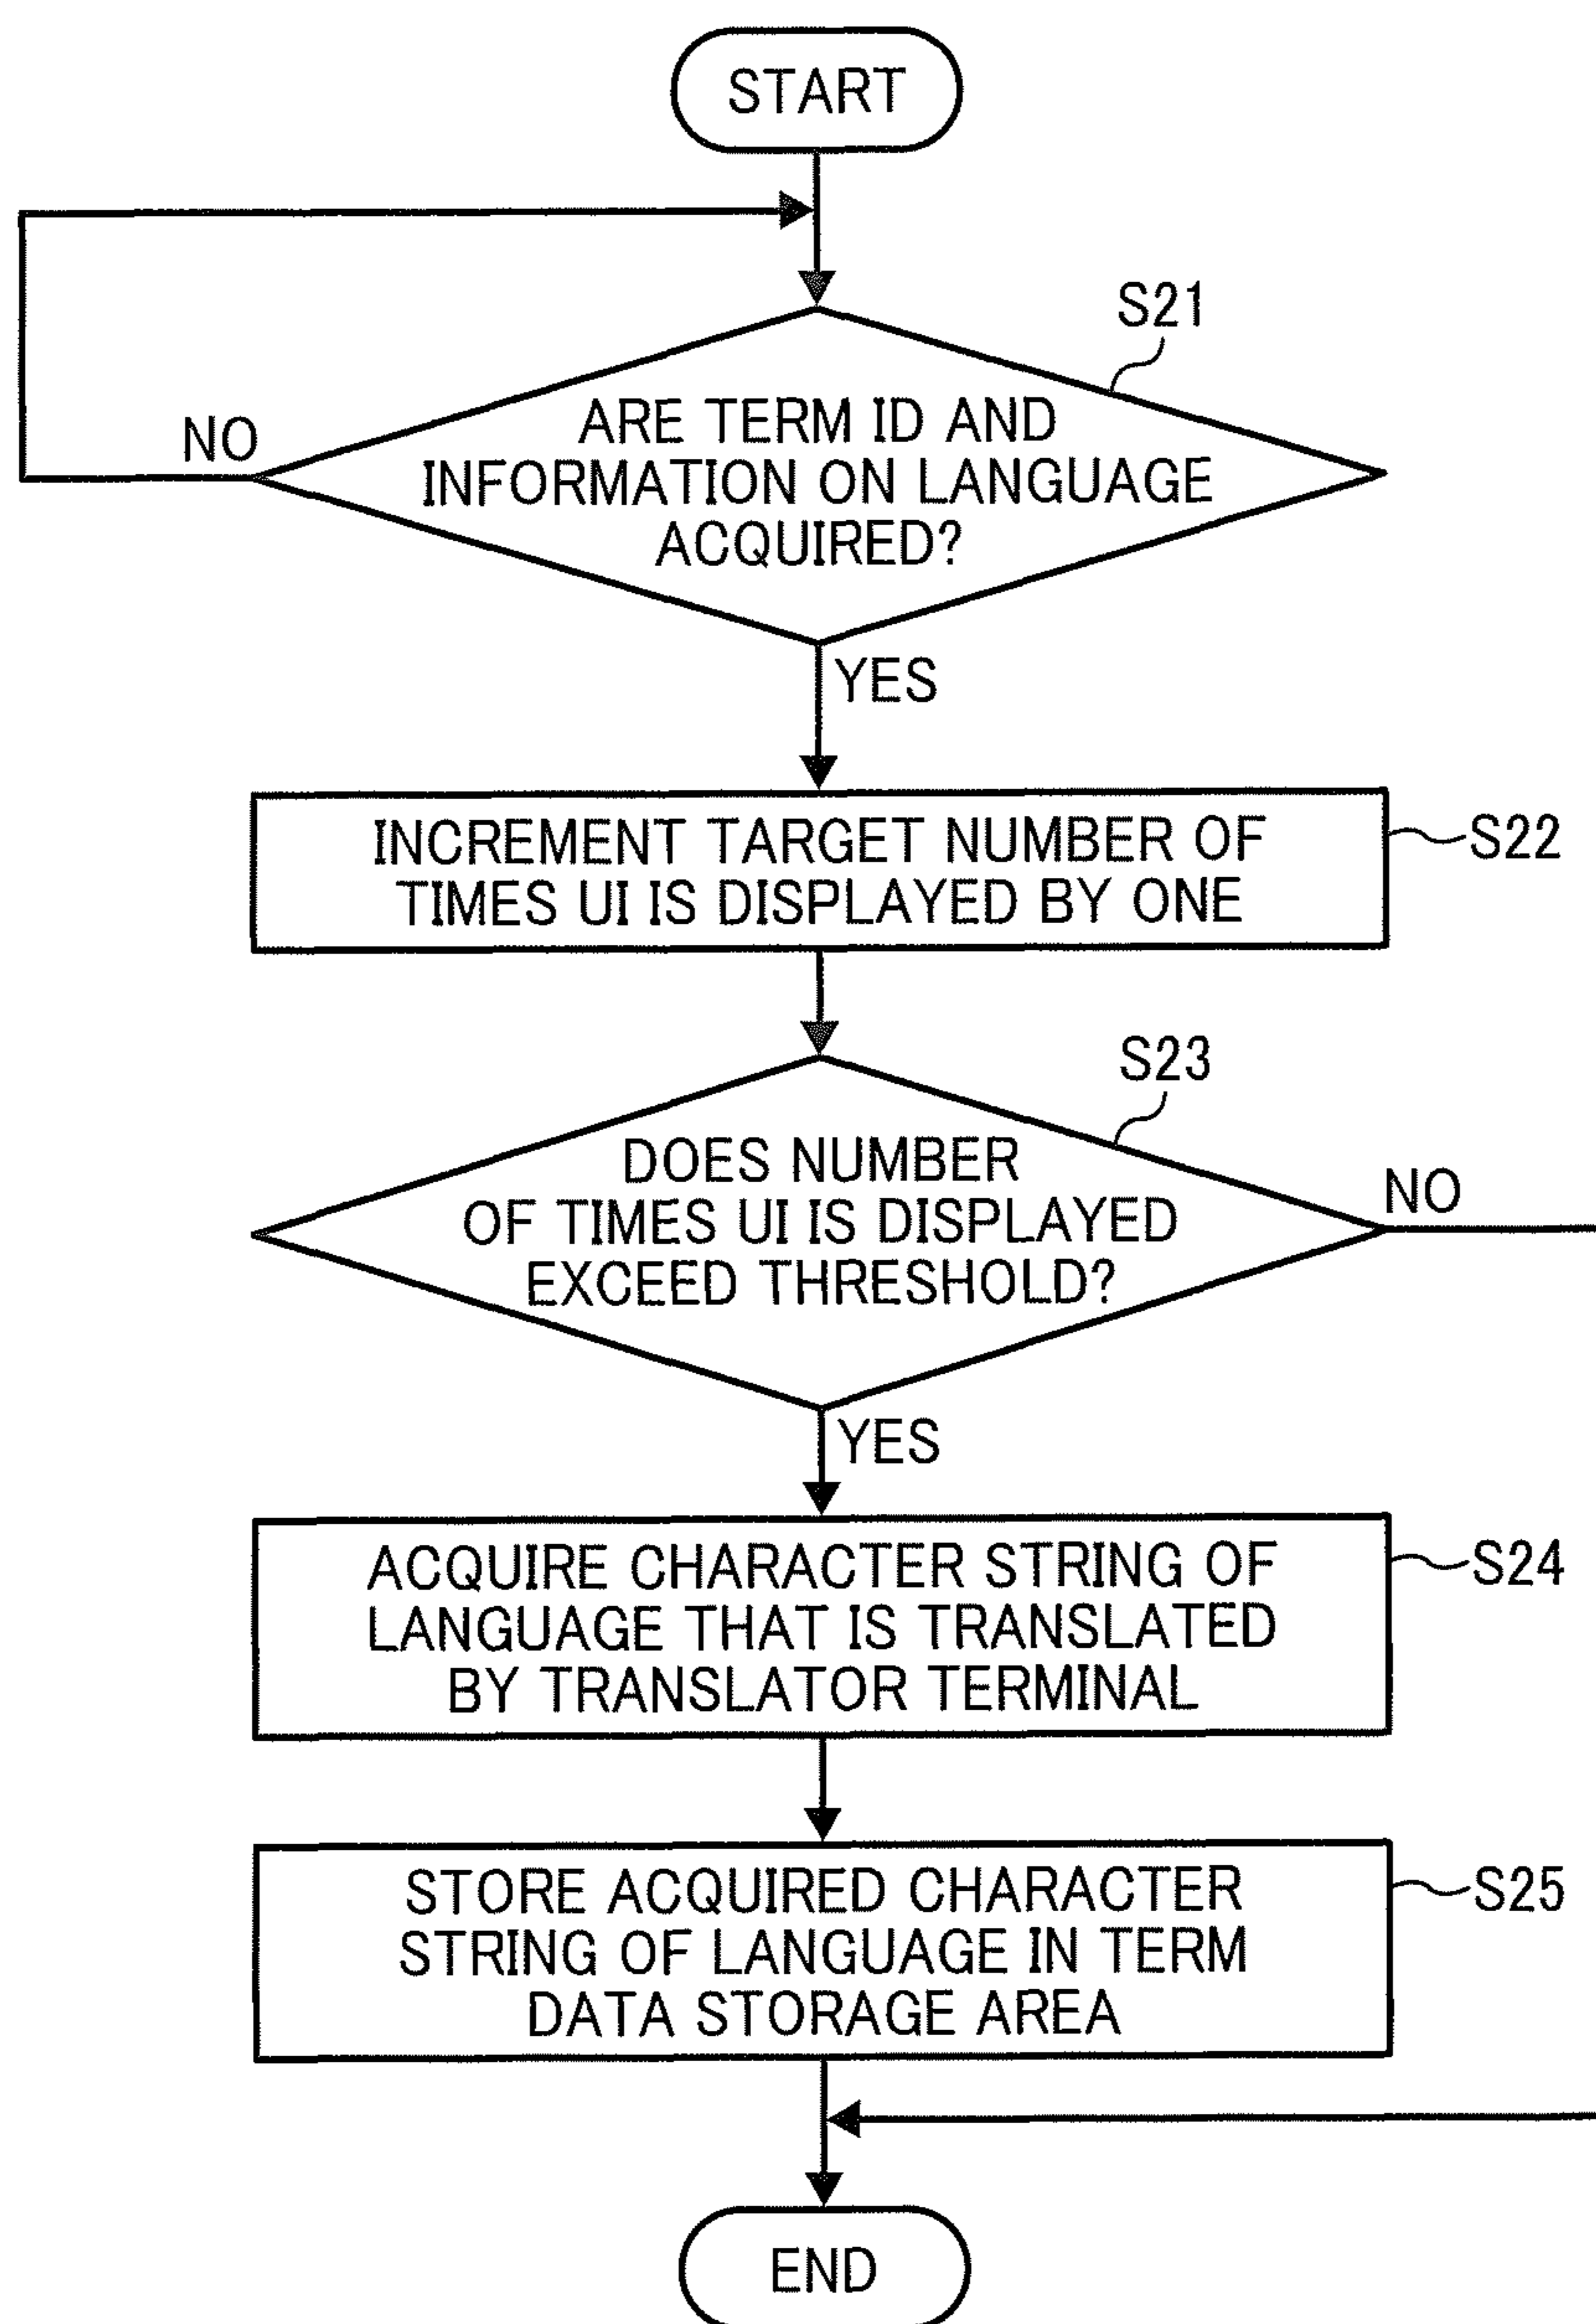 START
S21
ARE TERM ID AND
INFORMATION ON LANGUAGE
ACQUIRED?
NO
YES
INCREMENT TARGET NUMBER OF
TIMES UI IS DISPLAYED BY ONE
S22
S23
DOES NUMBER
OF TIMES UI IS DISPLAYED
EXCEED THRESHOLD?
NO
YES
ACQUIRE CHARACTER STRING OF
LANGUAGE THAT IS TRANSLATED
BY TRANSLATOR TERMINAL
S24
STORE ACQUIRED CHARACTER
STRING OF LANGUAGE IN TERM
DATA STORAGE AREA
S25
END